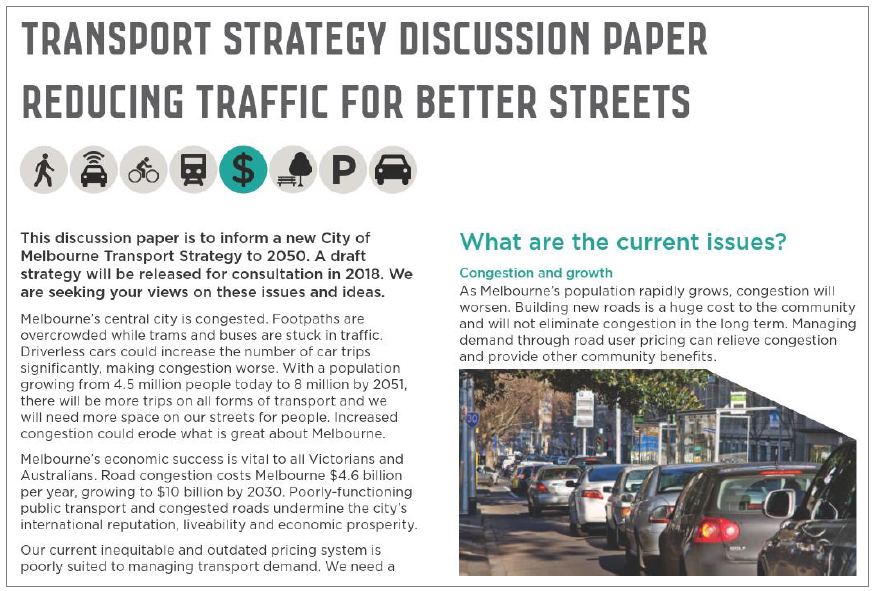 TRANSPORT STRATEGY DISCUSSION PAPER
REDUCING TRAFFIC FOR BETTER STREETS
$
P
This discussion paper is to inform a new City of
Melbourne Transport Strategy to 2050. A draft
strategy will be released for consultation in 2018. We
are seeking your views on these issues and ideas.
Melbourne’s central city is congested. Footpaths are
overcrowded while trams and buses are stuck in traffic.
Driverless cars could increase the number of car trips
significantly, making congestion worse. With a population
growing from 4.5 million people today to 8 million by 2051,
there will be more trips on all forms of transport and we
will need more space on our streets for people. Increased
congestion could erode what is great about Melbourne.
Melbourne’s economic success is vital to all Victorians and
Australians. Road congestion costs Melbourne $4.6 billion
per year, growing to $10 billion by 2030. Poorly-functioning
public transport and congested roads undermine the city’s
international reputation, liveability and economic prosperity.
Our current inequitable and outdated pricing system is
poorly suited to managing transport demand. We need a
What are the current issues?
Congestion and growth
As Melbourne’s population rapidly grows, congestion will
worsen. Building new roads is a huge cost to the community
and will not eliminate congestion in the long term. Managing
demand through road user pricing can relieve congestion
and provide other community benefits.
30
GOLF